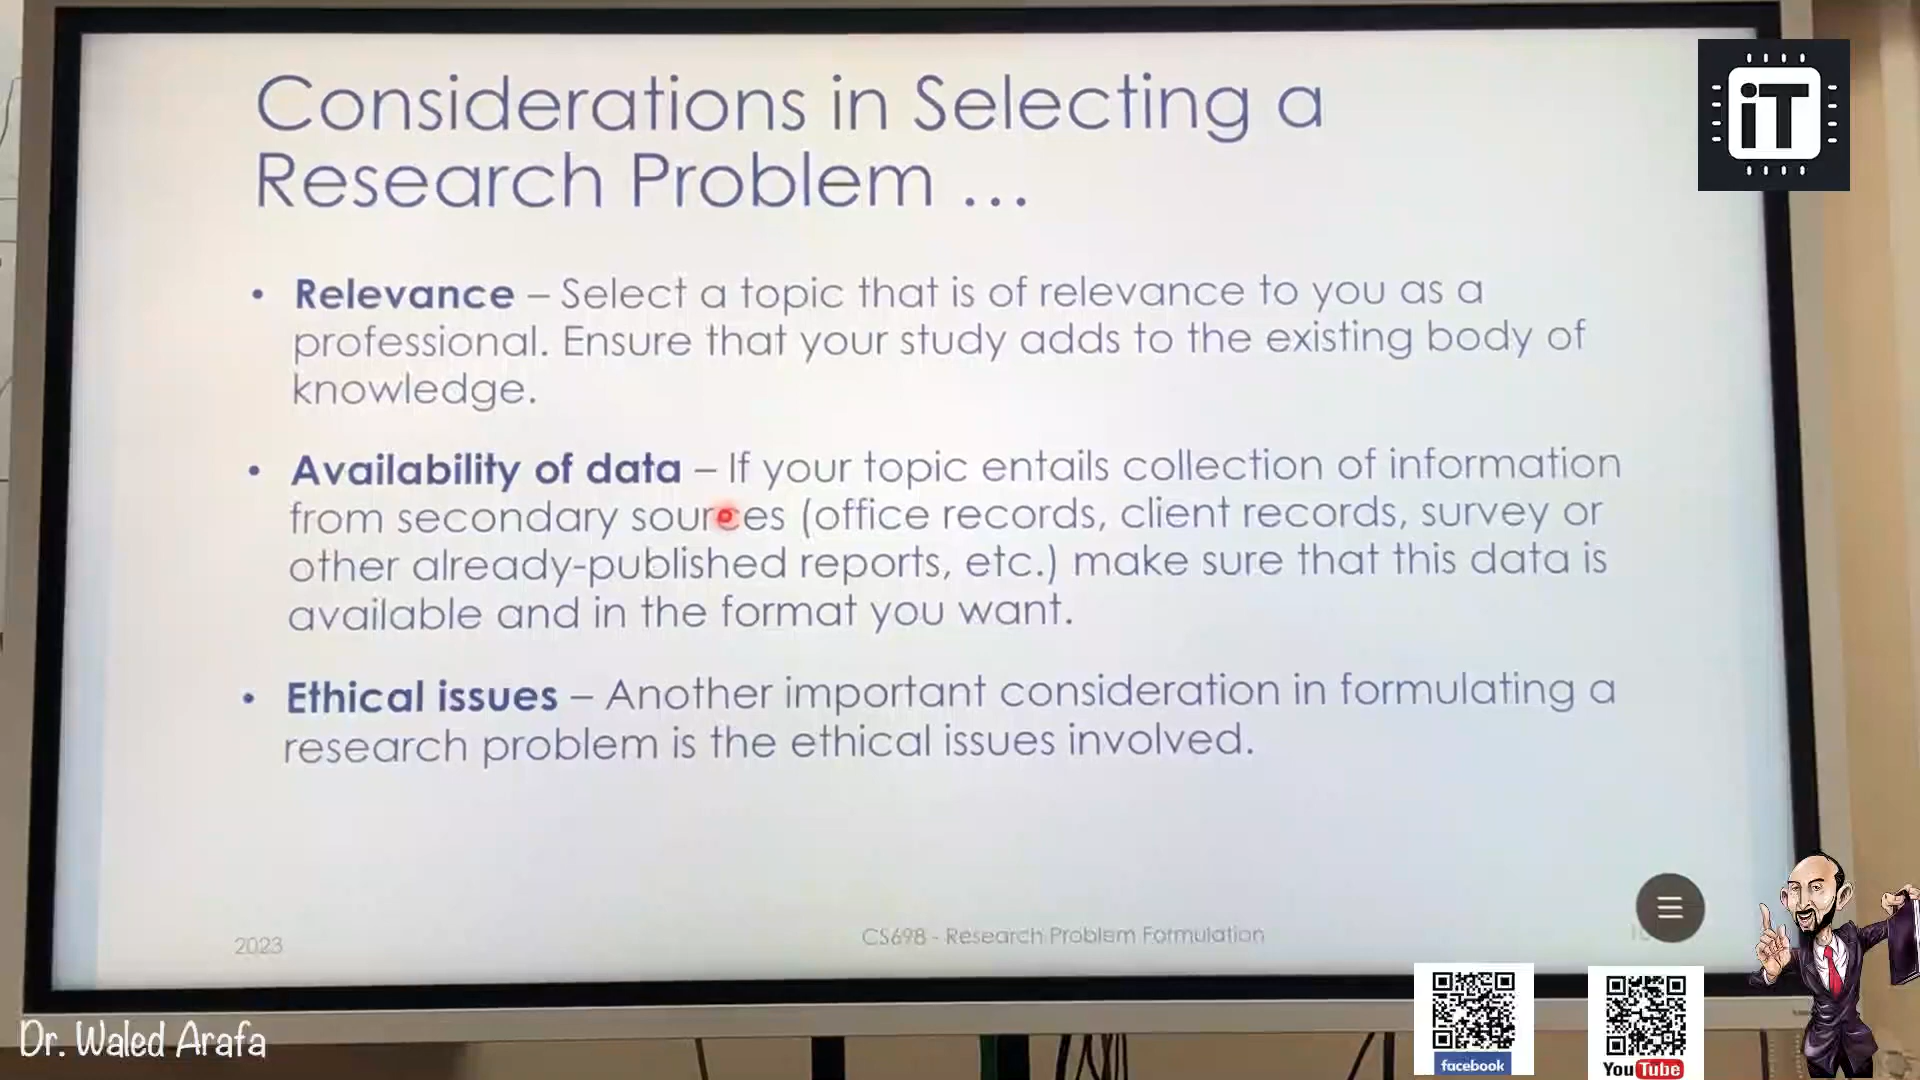 Considerations in Selecting a
Research Problem ...
iT
• Relevance – Select a topic that is of relevance to you as a
professional. Ensure that your study adds to the existing body of
knowledge.
• Availability of data – If your topic entails collection of information
from secondary sources (office records, client records, survey or
other already-published reports, etc.) make sure that this data is
available and in the format you want.
• Ethical issues – Another important consideration in formulating a
research problem is the ethical issues involved.
2023
CS698 - Research Problem Formulation
Dr. Waled Arafa
facebook
YouTube